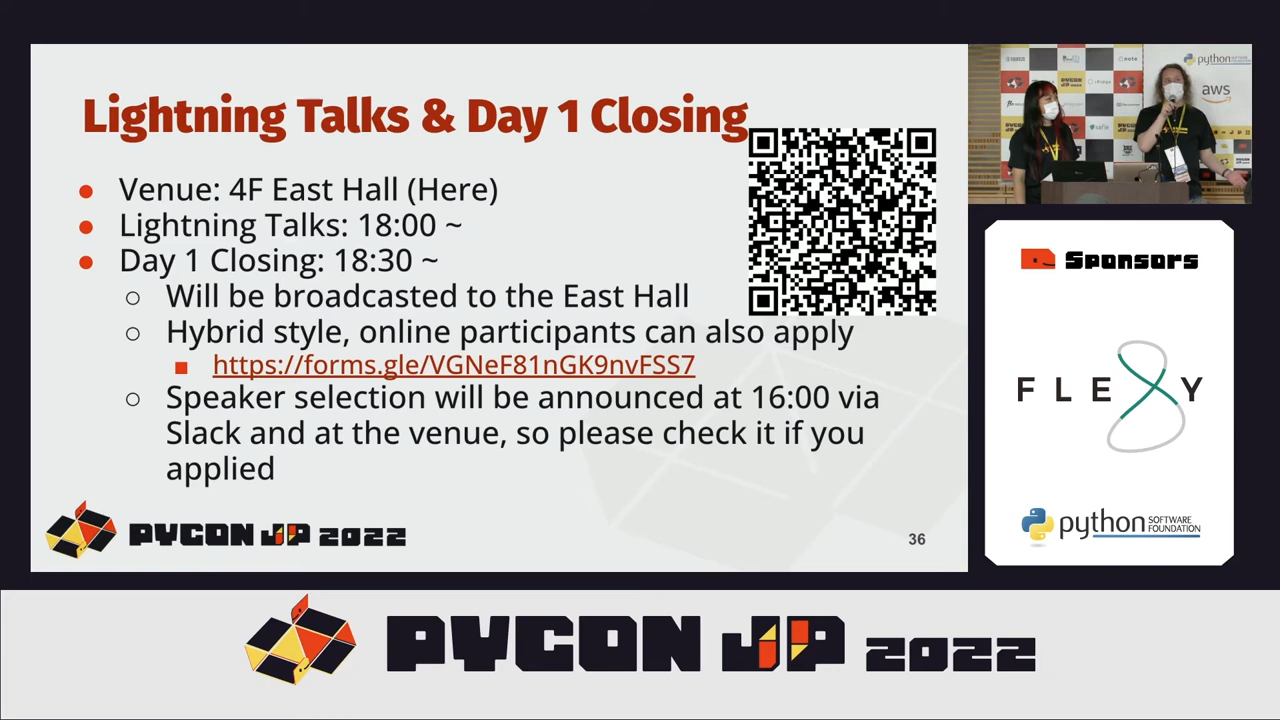 Lightning Talks & Day 1 Closing
Venue: 4F East Hall (Here)
Lightning Talks: 18:00 ~
Day 1 Closing: 18:30 ~
Will be broadcasted to the East Hall
Hybrid style, online participants can also apply
https://forms.gle/VGNeF81nGK9nvFSS7
Speaker selection will be announced at 16:00 via
Slack and at the venue, so please check it if you
applied
PYCON JP 2022
36
python
aws
note
Sponsors
FLEXY
python SOFTWARE
FOUNDATION
PYCON JP 2022